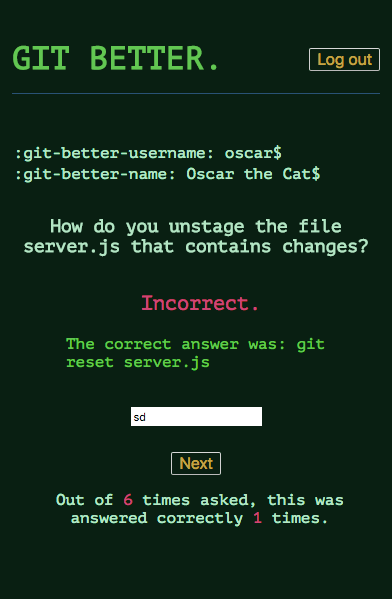 GIT BETTER.
Log out
:git-better-username: oscar$
:git-better-name: Oscar the Cat$
How do you unstage the file
server.js that contains changes?
Incorrect.
The correct answer was: git
reset server.js
sd
Next
Out of 6 times asked, this was
answered correctly 1 times.